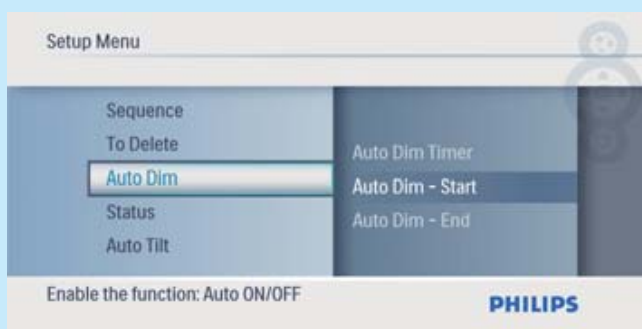 Setup Menu
Sequence
To Delete
Auto Dim
Status
Auto Tilt
Auto Dim Timer
Auto Dim - Start
Auto Dim - End
Enable the function: Auto ON/OFF
PHILIPS